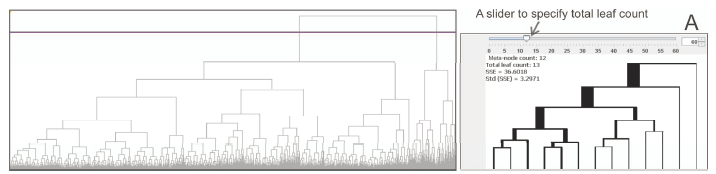 A slider to specify total leaf count
A
60
0 5 10 15 20 25 30 35 40 45 50 55 60
Meta-node count: 12
Total leaf count: 13
SSE = 36.6018
Std (SSE) = 3.2971